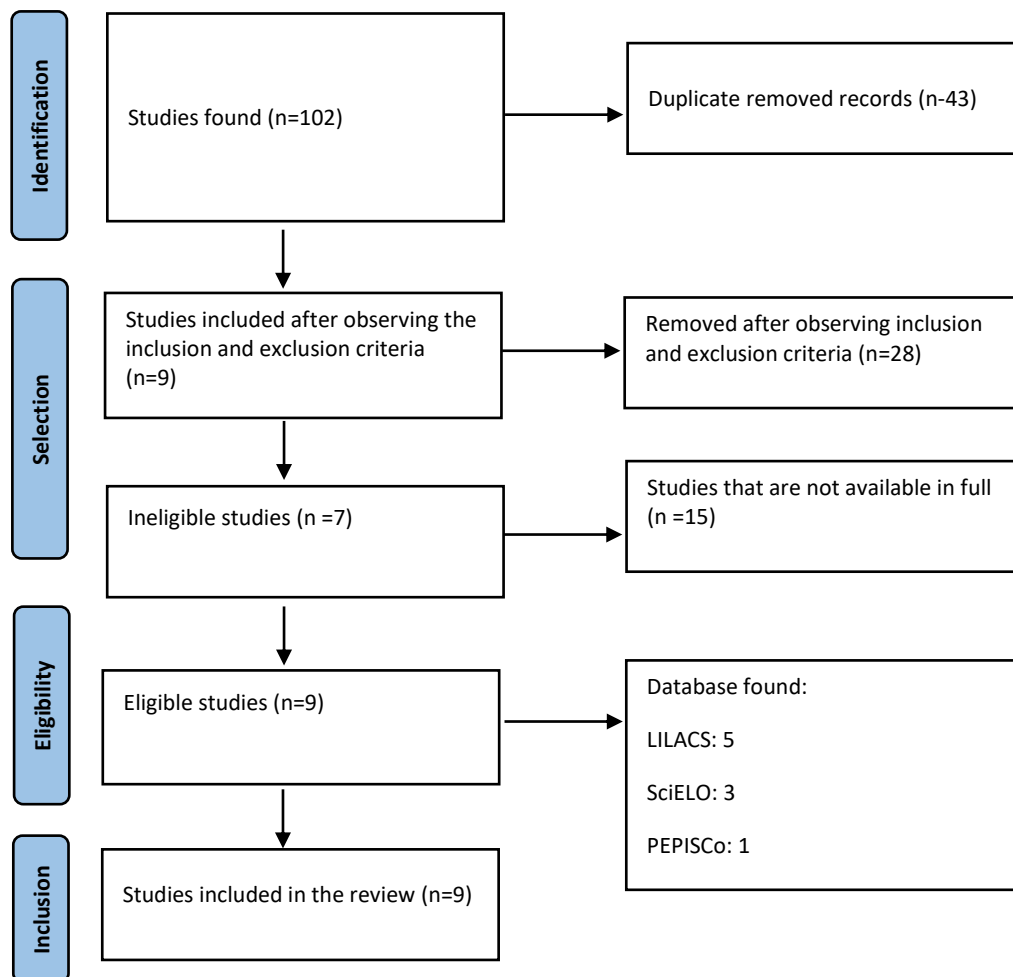 Identification
Studies found (n=102)
Duplicate removed records (n-43)
Selection
Studies included after observing the
inclusion and exclusion criteria
(n=9)
Removed after observing inclusion
and exclusion criteria (n=28)
Ineligible studies (n =7)
Studies that are not available in full
(n =15)
Eligibility
Eligible studies (n=9)
Database found:
LILACS: 5
SciELO: 3
PEPISCo: 1
Inclusion
Studies included in the review (n=9)